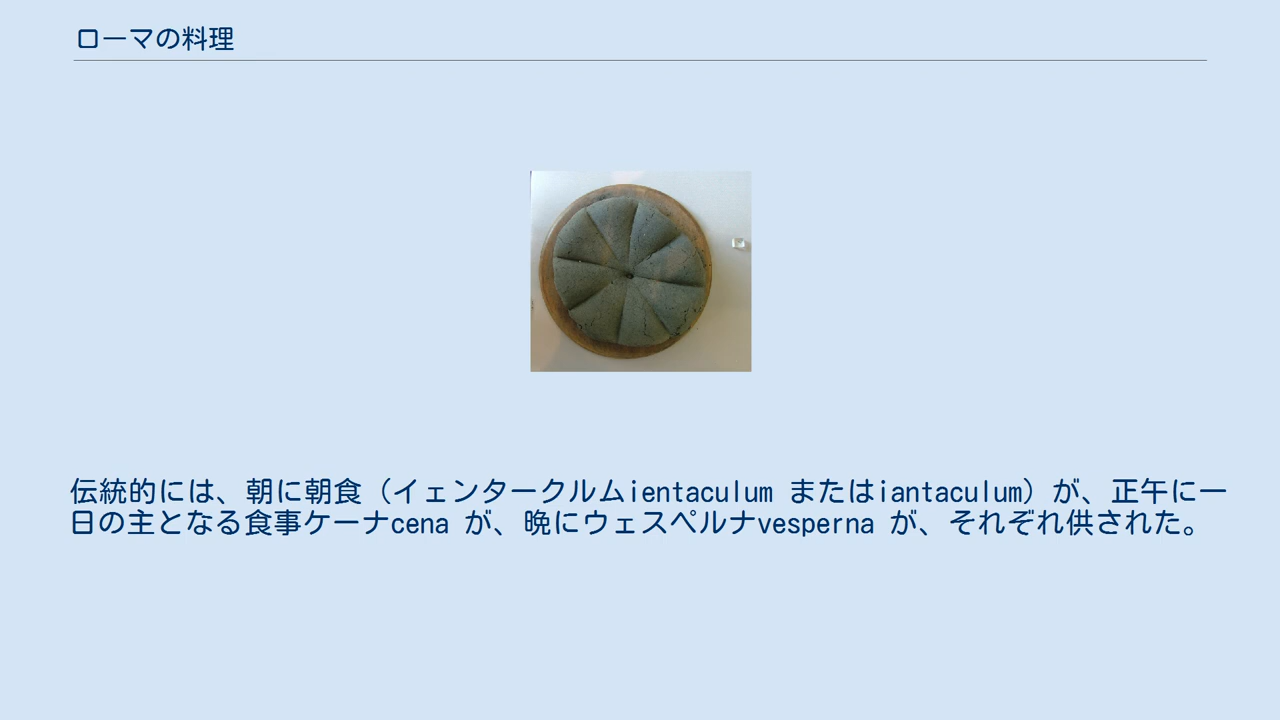 ローマの料理
伝統的には、朝に朝食（イェンタークルムientaculum またはiantaculum）が、正午に一
日の主となる食事ケーナcena が、晩にウェスペルナvesperna が、それぞれ供された。